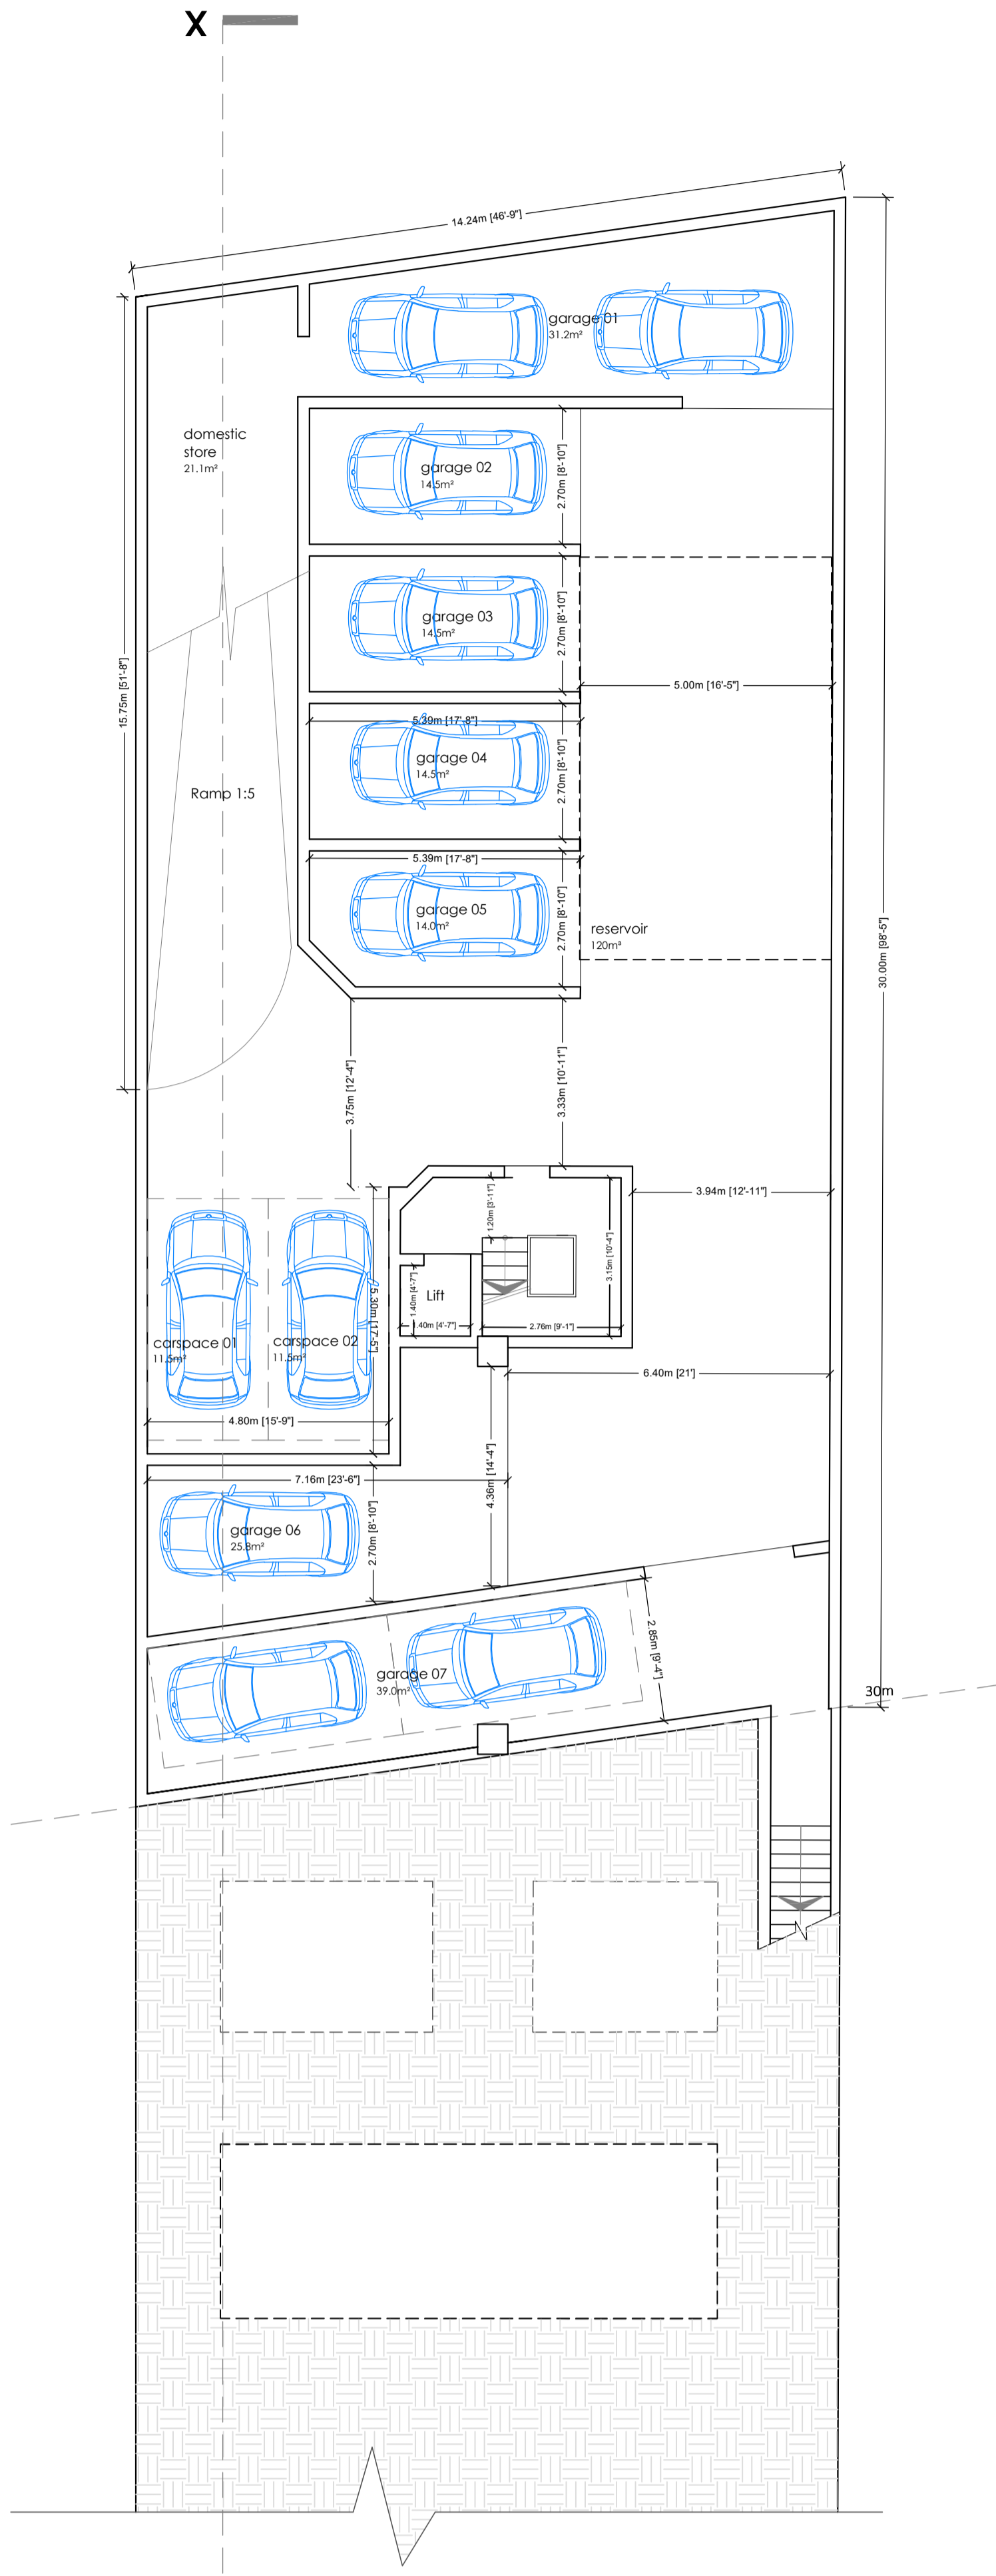 X
14.24m [46'-9"]
garage 01
31.2m²
domestic
store
21.1m²
garage 02
14.5m²
2.70m [8'-10"]
garage 03
14.5m²
2.70m [8'-10"]
15.75m [51'-8"]
5.00m [16'-5"]
5.39m [17'-8"]
garage 04
14.5m²
2.70m [8'-10"]
Ramp 1:5
5.39m [17'-8"]
garage 05
14.0m²
2.70m [8'-10"]
reservoir
120m³
30.00m [98'-5"]
3.75m [12'-4"]
3.33m [10'-11"]
3.94m [12'-11"]
1.20m [3'-11"]
3.15m [10'-4"]
Lift
1.40m [4'-7"]
1.40m [4'-7"]
2.76m [9'-1"]
5.30m [17'-5"]
carspace 01
11.5m²
carspace 02
11.5m²
6.40m [21']
4.80m [15'-9"]
7.16m [23'-6"]
4.36m [14'-4"]
garage 06
25.8m²
2.70m [8'-10"]
2.85m [9'-4"]
garage 07
39.0m²
30m